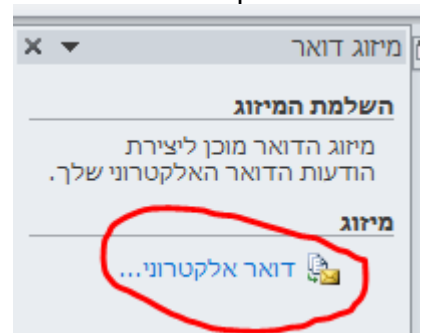 מיזוג דואר
השלמת המיזוג
מיזוג הדואר מוכן ליצירת
הודעות הדואר האלקטרוני שלך.
מיזוג
דואר אלקטרוני...